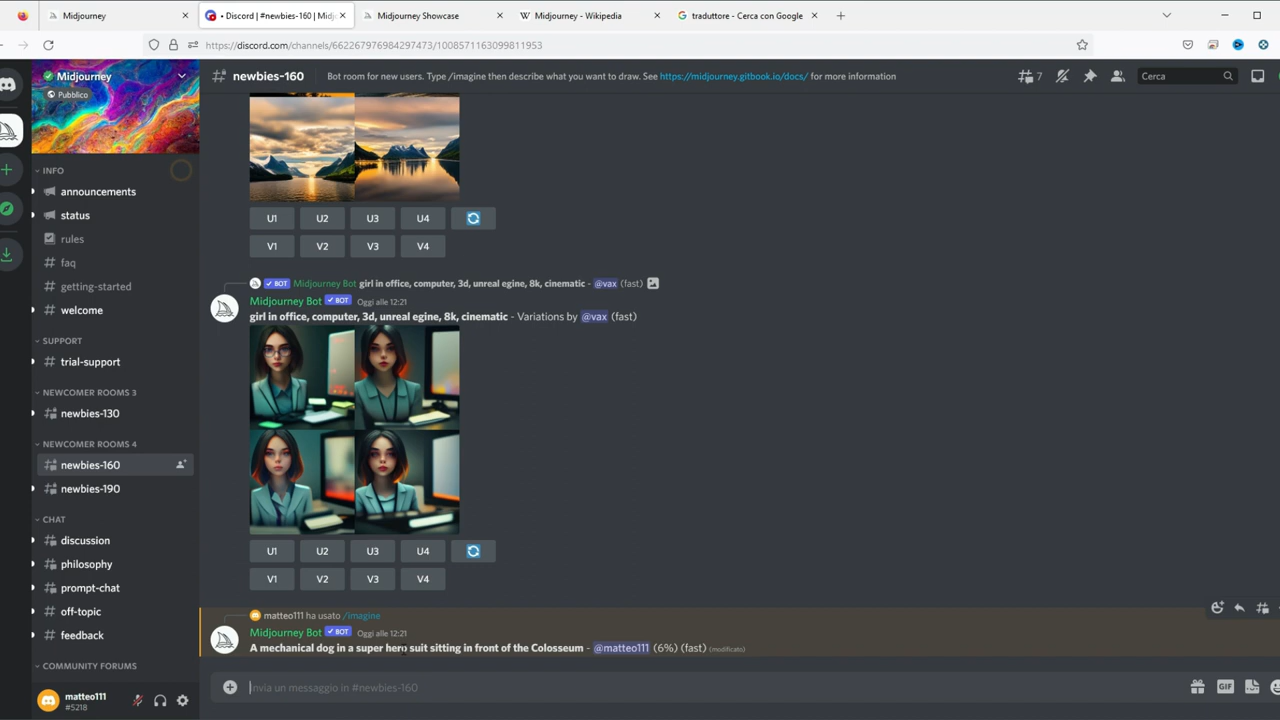 Midjourney
• Discord | #newbies-160 | Midj
Midjourney Showcase
Midjourney - Wikipedia
traduttore - Cerca con Google
https://discord.com/channels/662267976984297473/1008571163099811953
Midjourney
Pubblico
newbies-160
Bot room for new users. Type /imagine then describe what you want to draw. See https://midjourney.gitbook.io/docs/ for more information
7
Cerca
INFO
announcements
status
rules
faq
getting-started
welcome
SUPPORT
trial-support
NEWCOMER ROOMS 3
newbies-130
NEWCOMER ROOMS 4
newbies-160
newbies-190
CHAT
discussion
philosophy
prompt-chat
off-topic
feedback
COMMUNITY FORUMS
matteo111
#5218
U1 U2 U3 U4
V1 V2 V3 V4
BOT Midjourney Bot girl in office, computer, 3d, unreal egine, 8k, cinematic - @vax (fast)
Midjourney Bot BOT Oggi alle 12:21
girl in office, computer, 3d, unreal egine, 8k, cinematic - Variations by @vax (fast)
U1 U2 U3 U4
V1 V2 V3 V4
matteo111 ha usato /imagine
Midjourney Bot BOT Oggi alle 12:21
A mechanical dog in a super hero suit sitting in front of the Colosseum - @matteo111 (6%) (fast) (modificato)
Invia un messaggio in #newbies-160
GIF